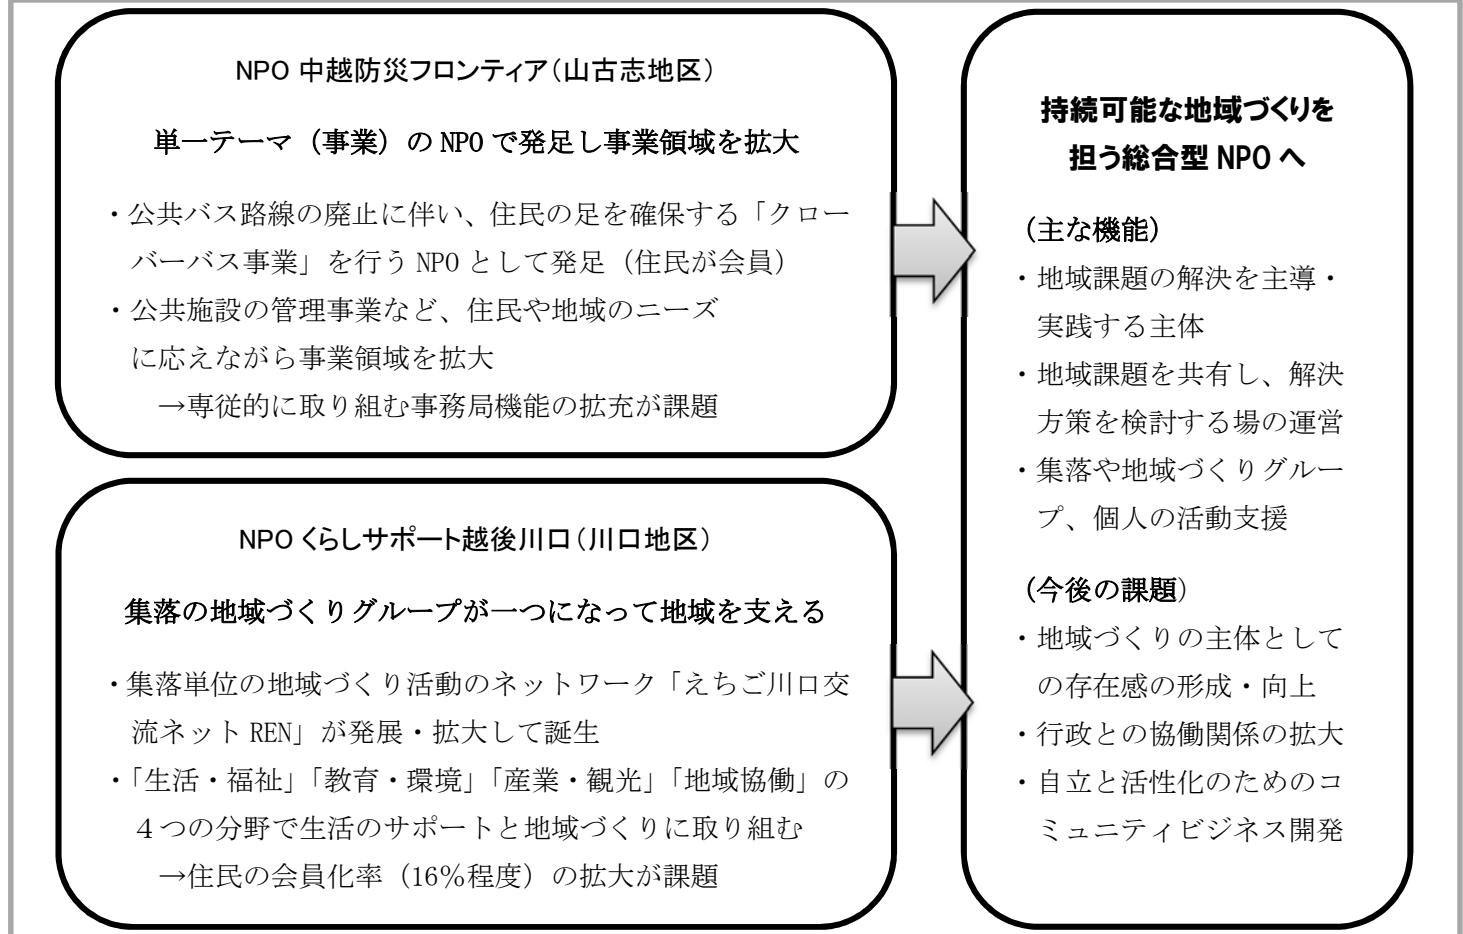 NPO 中越防災フロンティア（山古志地区）
単一テーマ（事業）の NPO で発足し事業領域を拡大
・公共バス路線の廃止に伴い、住民の足を確保する「クロー
バーバス事業」を行う NPO として発足（住民が会員）
・公共施設の管理事業など、住民や地域のニーズ
に応えながら事業領域を拡大
→専従的に取り組む事務局機能の拡充が課題
NPO くらしサポート越後川口（川口地区）
集落の地域づくりグループが一つになって地域を支える
・集落単位の地域づくり活動のネットワーク「えちご川口交
流ネット REN」が発展・拡大して誕生
・「生活・福祉」「教育・環境」「産業・観光」「地域協働」の
４つの分野で生活のサポートと地域づくりに取り組む
→住民の会員化率（16％程度）の拡大が課題
持続可能な地域づくりを
担う総合型 NPO へ
（主な機能）
・地域課題の解決を主導・
実践する主体
・地域課題を共有し、解決
方策を検討する場の運営
・集落や地域づくりグルー
プ、個人の活動支援
（今後の課題）
・地域づくりの主体として
の存在感の形成・向上
・行政との協働関係の拡大
・自立と活性化のためのコ
ミュニティビジネス開発